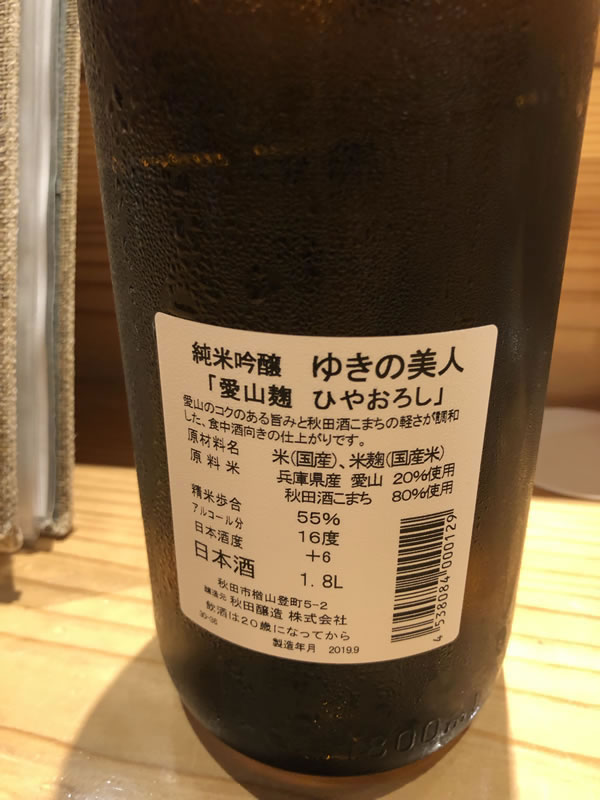 純米吟醸 ゆきの美人
「愛山麹 ひやおろし」
愛山のコクのある旨みと秋田酒こまちの軽さが調和
した、食中酒向きの仕上がりです。
原材料名 米(国産)、米麹(国産米)
原料米 兵庫県産 愛山 20%使用
秋田酒こまち 80%使用
精米歩合 55%
アルコール分 16度
日本酒度 +6
日本酒 1.8L
秋田市楢山登町5-2
醸造元 秋田醸造 株式会社
飲酒は20歳になってから
製造年月 2019.9
4538084000129
1800ml